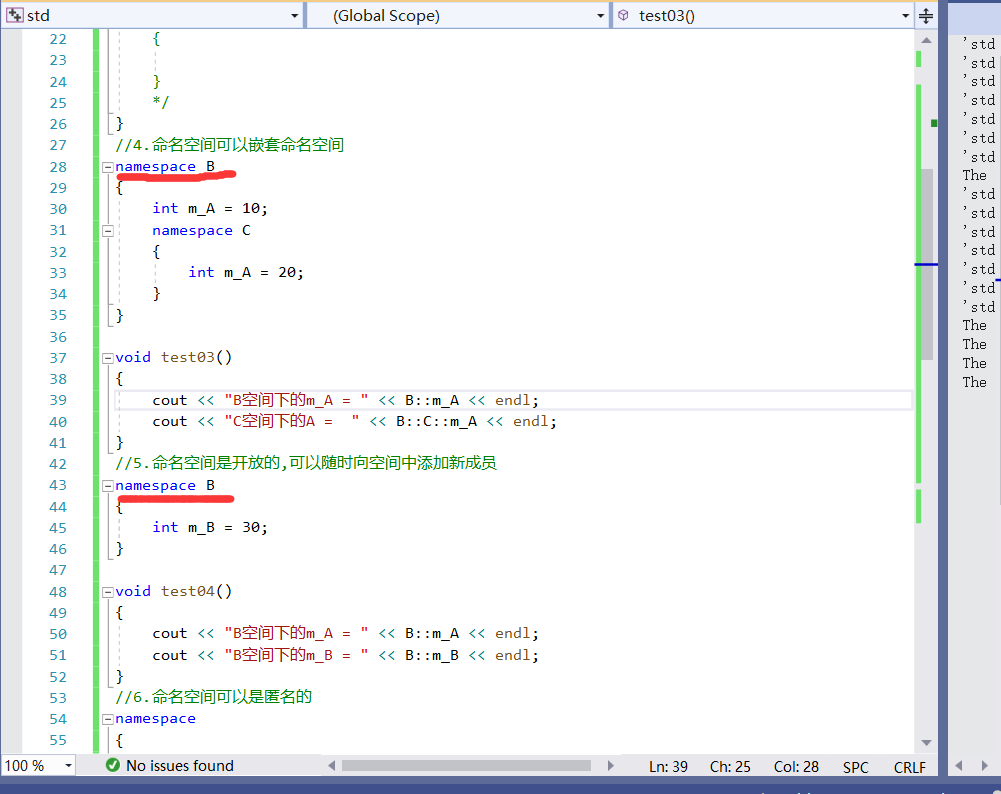 std (Global Scope) test03()
22 {
23
24 }
25 */
26 }
27 //4.命名空间可以嵌套命名空间
28 namespace B
29 {
30 int m_A = 10;
31 namespace C
32 {
33 int m_A = 20;
34 }
35 }
36
37 void test03()
38 {
39 cout << "B空间下的m_A = " << B::m_A << endl;
40 cout << "C空间下的A =  " << B::C::m_A << endl;
41 }
42 //5.命名空间是开放的,可以随时向空间中添加新成员
43 namespace B
44 {
45 int m_B = 30;
46 }
47
48 void test04()
49 {
50 cout << "B空间下的m_A = " << B::m_A << endl;
51 cout << "B空间下的m_B = " << B::m_B << endl;
52 }
53 //6.命名空间可以是匿名的
54 namespace
55 {
100 % No issues found Ln: 39 Ch: 25 Col: 28 SPC CRLF
'std
'std
'std
'std
'std
'std
'std
The
'std
'std
'std
'std
'std
'std
'std
The
The
The
The